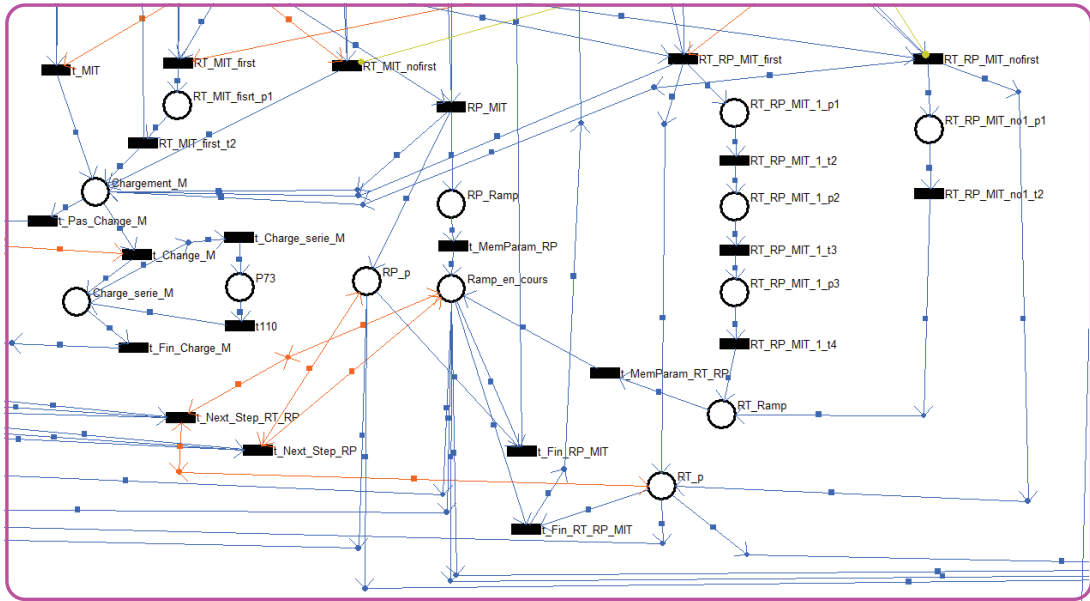 t_MIT
RT_MIT_first
RT_MIT_nofirst
RT_RP_MIT_first
RT_RP_MIT_nofirst
RT_MIT_fisrt_p1
RP_MIT
RT_RP_MIT_1_p1
RT_RP_MIT_no1_p1
RT_MIT_first_t2
RT_RP_MIT_1_t2
Chargement_M
RP_Ramp
RT_RP_MIT_1_p2
RT_RP_MIT_no1_t2
t_Pas_Change_M
t_Charge_serie_M
t_MemParam_RP
RT_RP_MIT_1_t3
t_Change_M
P73
RP_p
Ramp_en_cours
RT_RP_MIT_1_p3
Charge_serie_M
t110
t_Fin_Charge_M
RT_RP_MIT_1_t4
t_MemParam_RT_RP
RT_Ramp
t_Next_Step_RT_RP
t_Next_Step_RP
t_Fin_RP_MIT
RT_p
t_Fin_RT_RP_MIT